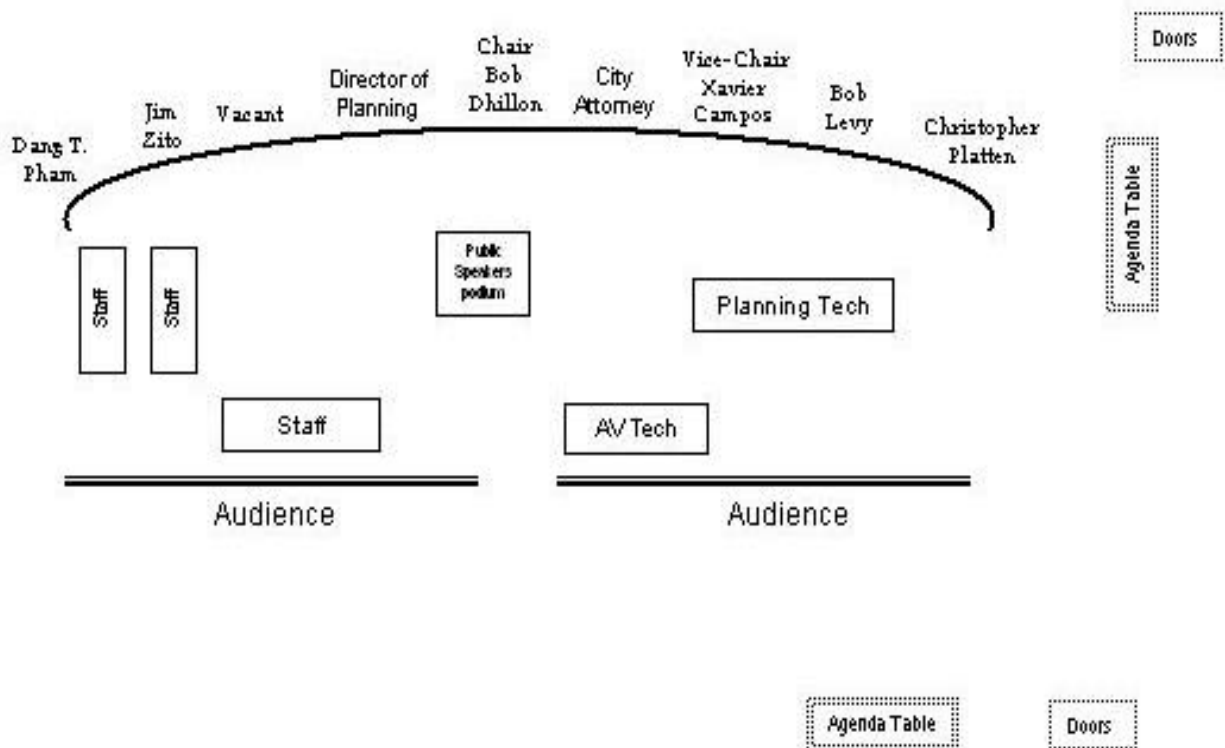 Doors
Chair
Bob
Dhillon
Director of
Planning
City
Attorney
Vice-Chair
Xavier
Campos
Jim
Zito
Vacant
Bob
Levy
Dang T.
Pham
Christopher
Platten
Agenda Table
Staff
Staff
Public
Speakers
podium
Planning Tech
Staff
AV Tech
Audience
Audience
Agenda Table
Doors